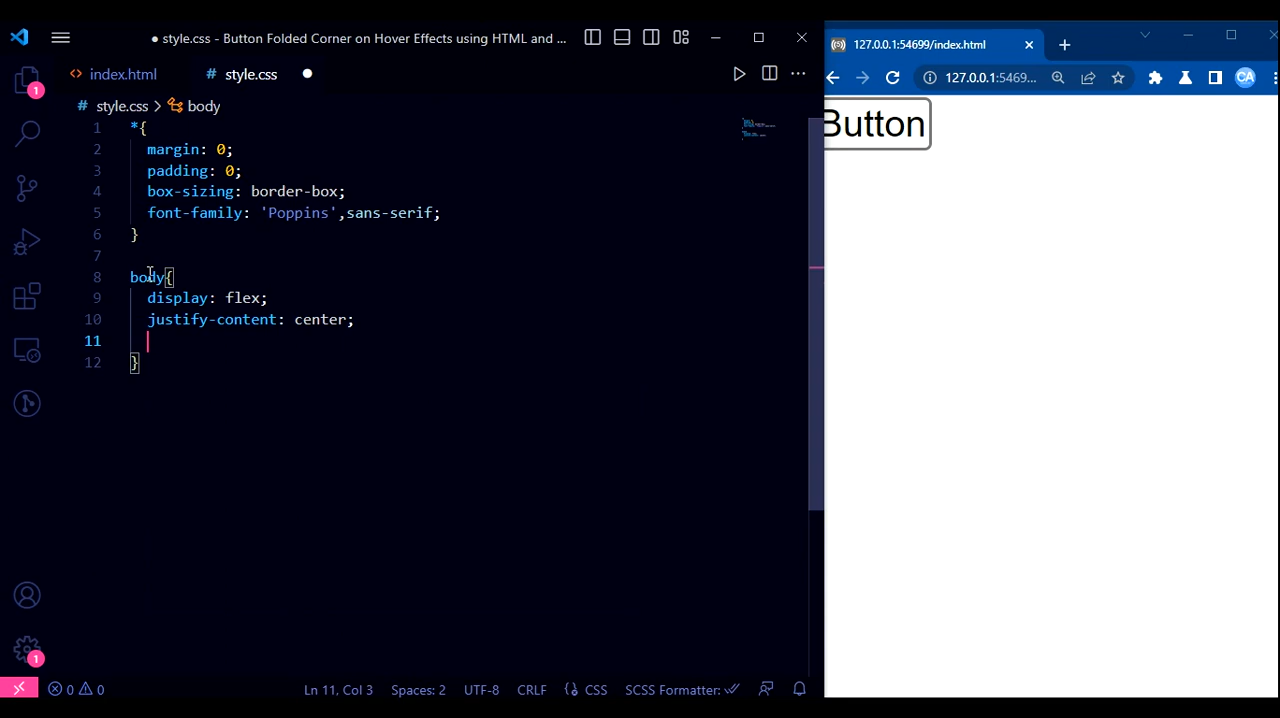 ● style.css - Button Folded Corner on Hover Effects using HTML and ...
<> index.html # style.css ●
# style.css > body
1 *{
2 margin: 0;
3 padding: 0;
4 box-sizing: border-box;
5 font-family: 'Poppins',sans-serif;
6 }
7
8 body{
9 display: flex;
10 justify-content: center;
11
12 }
1
1
0 0 Ln 11, Col 3 Spaces: 2 UTF-8 CRLF CSS SCSS Formatter:
127.0.0.1:54699/index.html
127.0.0.1:5469... CA
Button